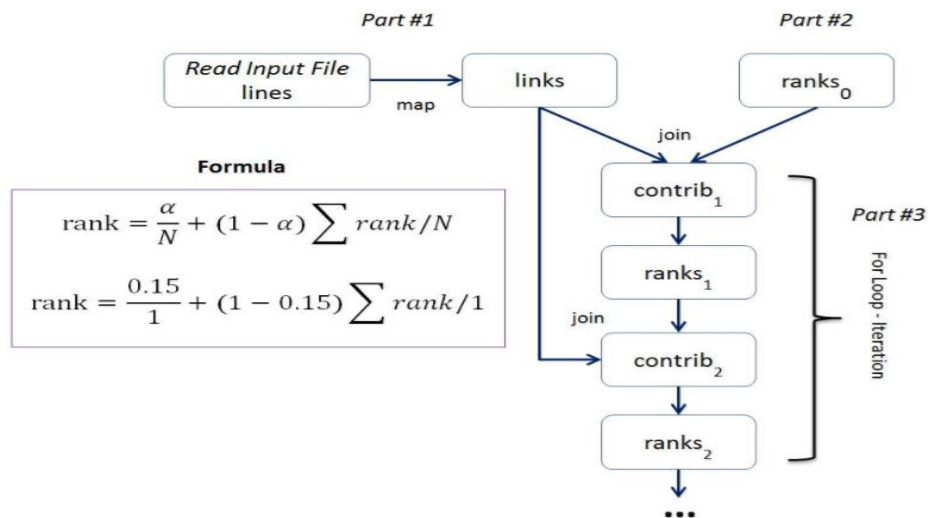 Part #1
Part #2
Read Input File
lines
map
links
ranks₀
join
Formula
rank = α/N + (1 − α) ∑ rank/N
rank = 0.15/1 + (1 − 0.15) ∑ rank/1
contrib₁
Part #3
For Loop - Iteration
ranks₁
join
contrib₂
ranks₂
...